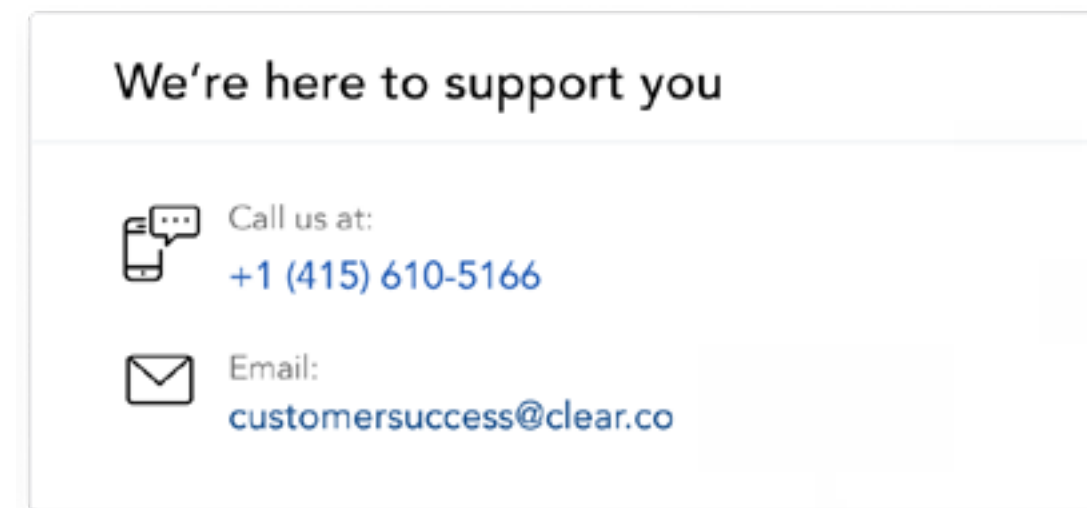 We're here to support you
Call us at:
+1 (415) 610-5166
Email:
customersuccess@clear.co